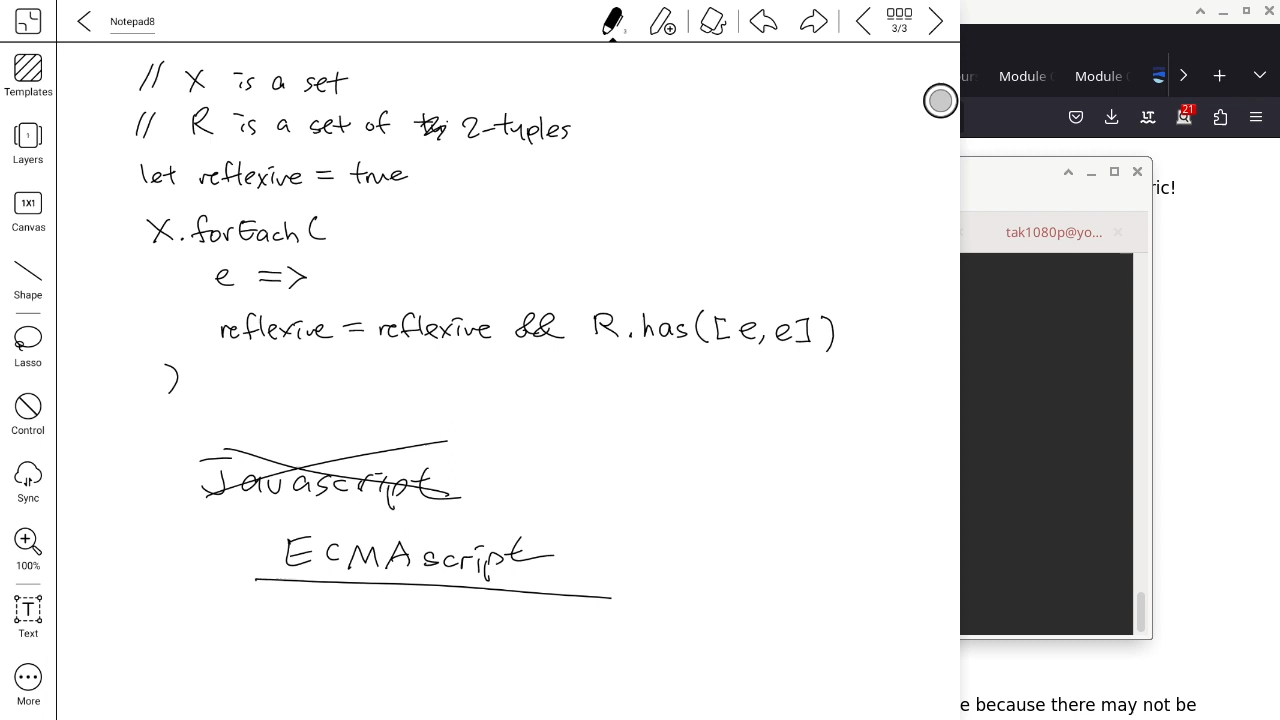 Notepad8
3/3
Templates
Layers
1X1
Canvas
Shape
Lasso
Control
Sync
100%
Text
More
// X is a set
// R is a set of 2-tuples
let reflexive = true
X.forEach(
e =>
reflexive = reflexive && R.has([e,e])
)
Javascript
ECMAscript
Module
Module
21
ric!
tak1080p@yo...
e because there may not be